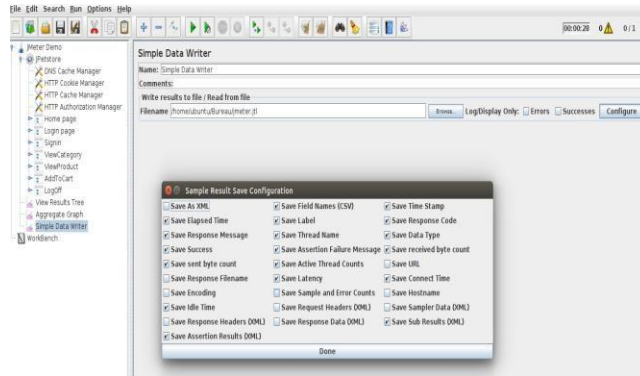 File Edit Search Run Options Help
00:00:28 0 0/1
JMeter Demo
JPetstore
DNS Cache Manager
HTTP Cookie Manager
HTTP Cache Manager
HTTP Authorization Manager
Home page
Login page
Signin
ViewCategory
ViewProduct
AddToCart
LogOff
View Results Tree
Aggregate Graph
Simple Data Writer
WorkBench
Simple Data Writer
Name: Simple Data Writer
Comments:
Write results to file / Read from file
Filename /home/ubuntu/Bureau/jmeter.jtl Browse... Log/Display Only: Errors Successes Configure
Sample Result Save Configuration
Save As XML Save Field Names (CSV) Save Time Stamp
Save Elapsed Time Save Label Save Response Code
Save Response Message Save Thread Name Save Data Type
Save Success Save Assertion Failure Message Save received byte count
Save sent byte count Save Active Thread Counts Save URL
Save Response Filename Save Latency Save Connect Time
Save Encoding Save Sample and Error Counts Save Hostname
Save Idle Time Save Request Headers (XML) Save Sampler Data (XML)
Save Response Headers (XML) Save Response Data (XML) Save Sub Results (XML)
Save Assertion Results (XML)
Done